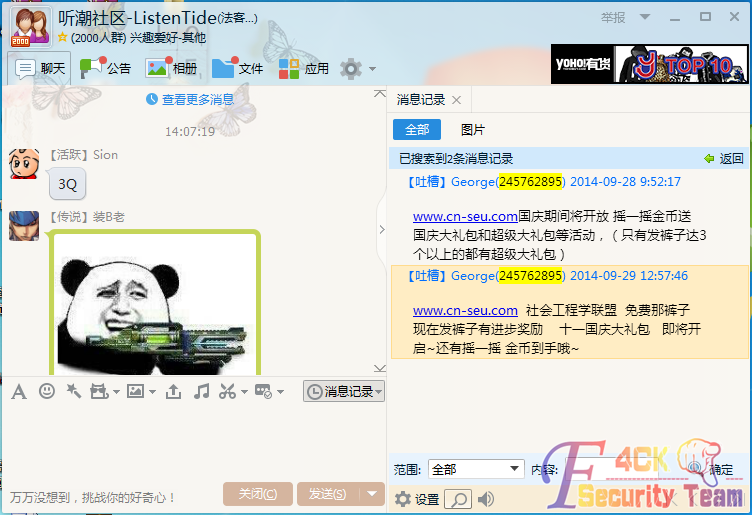 听潮社区-ListenTide(法客...)
举报
2000
(2000人群) 兴趣爱好-其他
聊天 公告 相册 文件 应用
YOHO!有货 TOP 10
查看更多消息
14:07:19
【活跃】Sion
3Q
【传说】装B老
消息记录
万万没想到，挑战你的好奇心！
关闭(C) 发送(S)
消息记录
全部 图片
已搜索到2条消息记录 返回
【吐槽】George(245762895) 2014-09-28 9:52:17
www.cn-seu.com国庆期间将开放 摇一摇金币送
国庆大礼包和超级大礼包等活动，（只有发裤子达3
个以上的都有超级大礼包）
【吐槽】George(245762895) 2014-09-29 12:57:46
www.cn-seu.com 社会工程学联盟 免费那裤子
现在发裤子有进步奖励 十一国庆大礼包 即将开
启~还有摇一摇 金币到手哦~
范围: 全部 内容: 确定
设置
F4CK
Security Team